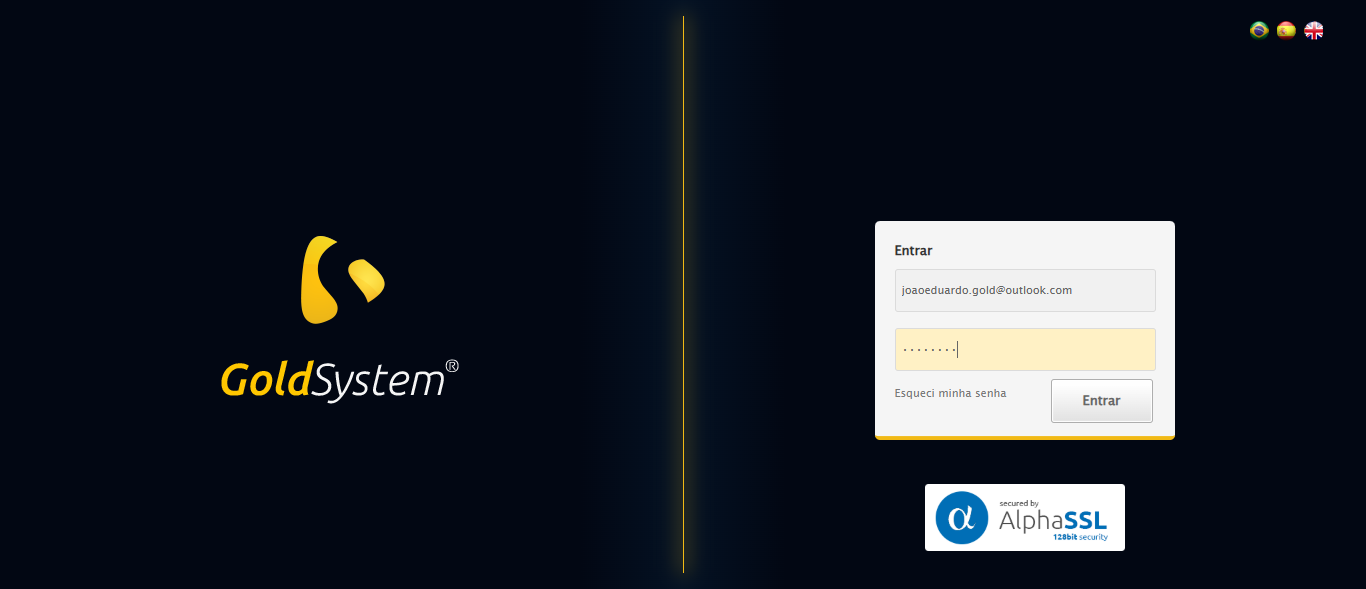 GoldSystem®
Entrar
joaoeduardo.gold@outlook.com
········
Esqueci minha senha
Entrar
α
secured by
AlphaSSL
128bit security